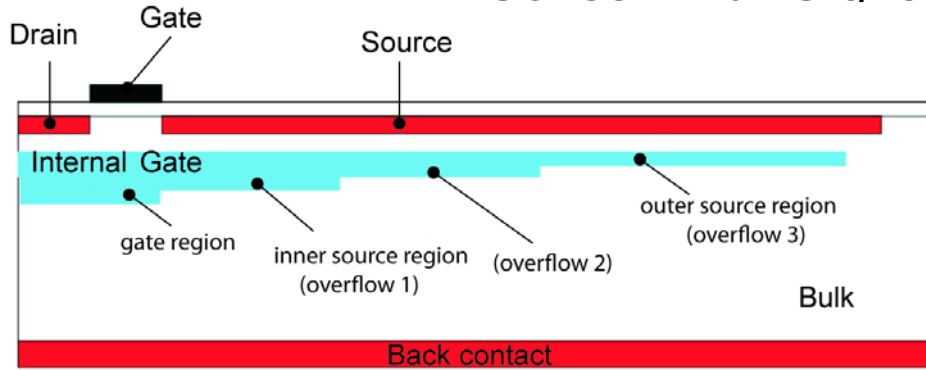 Gate
Drain
Source
Internal Gate
gate region
inner source region
(overflow 1)
(overflow 2)
outer source region
(overflow 3)
Bulk
Back contact